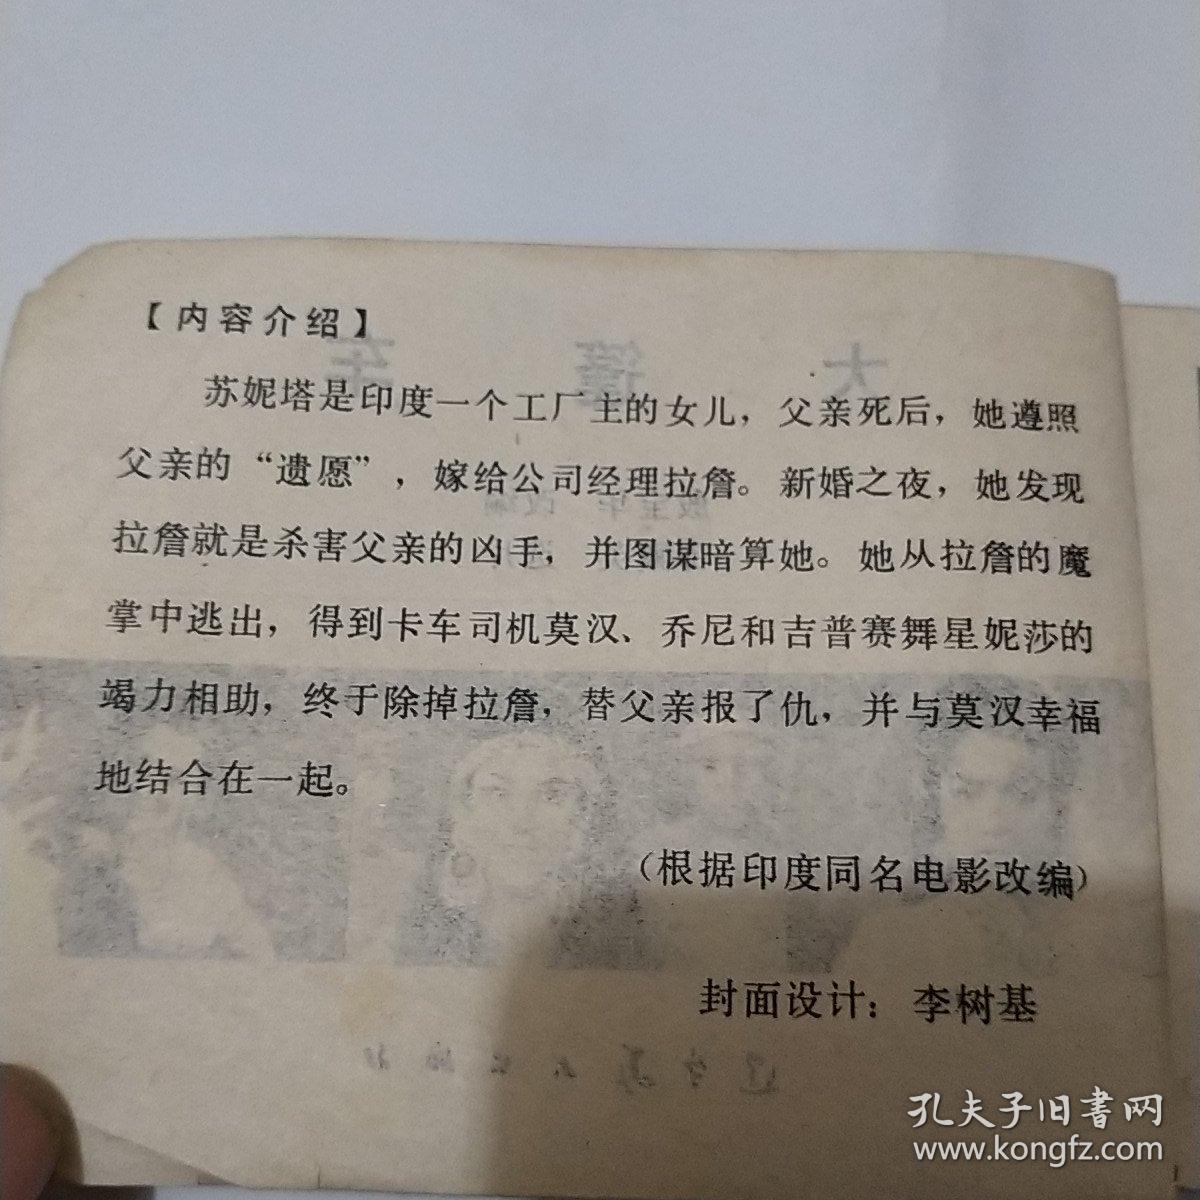 【内容介绍】
苏妮塔是印度一个工厂主的女儿，父亲死后，她遵照
父亲的“遗愿”，嫁给公司经理拉詹。新婚之夜，她发现
拉詹就是杀害父亲的凶手，并图谋暗算她。她从拉詹的魔
掌中逃出，得到卡车司机莫汉、乔尼和吉普赛舞星妮莎的
竭力相助，终于除掉拉詹，替父亲报了仇，并与莫汉幸福
地结合在一起。
（根据印度同名电影改编）
封面设计：李树基
孔夫子旧书网
www.kongfz.com